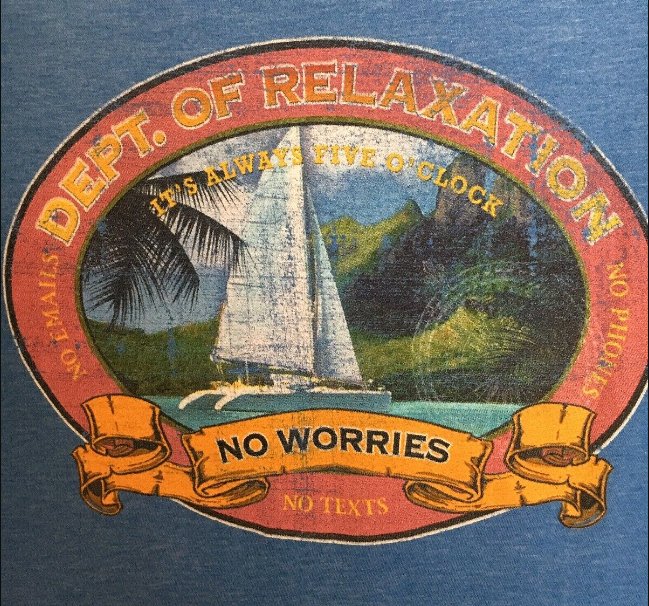 DEPT. OF RELAXATION
IT'S ALWAYS FIVE O'CLOCK
NO EMAILS
NO PHONES
NO WORRIES
NO TEXTS